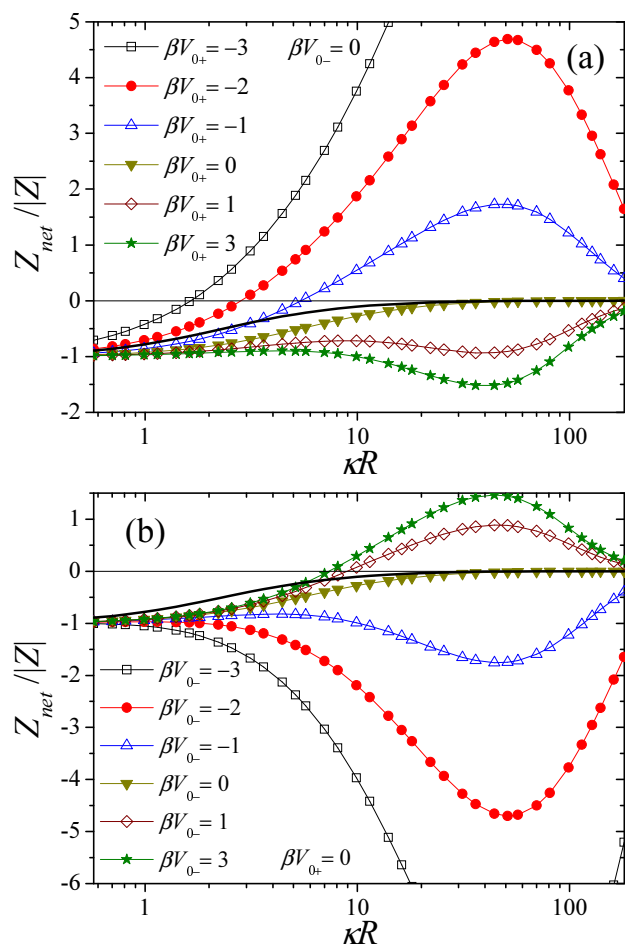 5
4
3
2
1
0
-1
-2
Z_net /|Z|
βV₀₊ = −3 βV₀₋ = 0 (a)
βV₀₊ = −2
βV₀₊ = −1
βV₀₊ = 0
βV₀₊ = 1
βV₀₊ = 3
1 10 100
κR
1
0
-1
-2
-3
-4
-5
-6
Z_net /|Z|
(b)
βV₀₋ = −3
βV₀₋ = −2
βV₀₋ = −1
βV₀₋ = 0
βV₀₋ = 1
βV₀₋ = 3 βV₀₊ = 0
1 10 100
κR